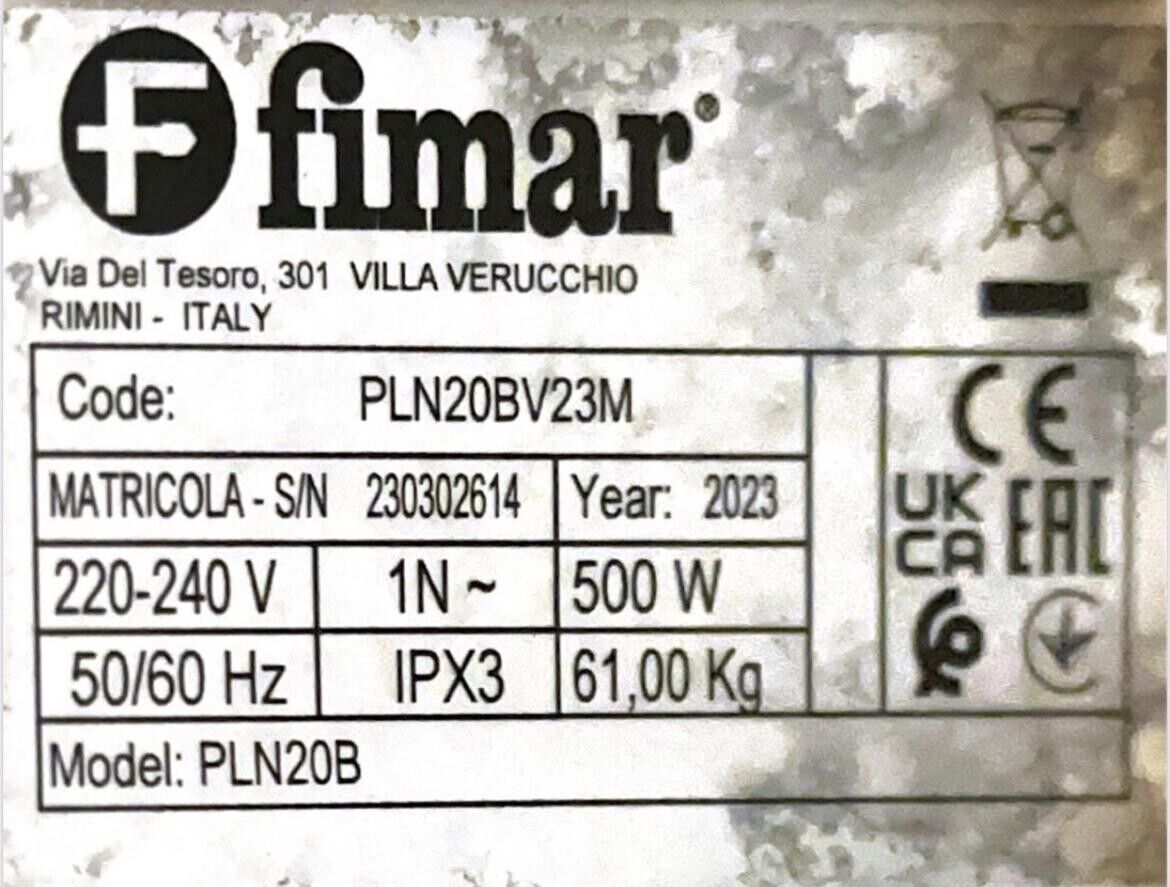 F fimar®
Via Del Tesoro, 301 VILLA VERUCCHIO
RIMINI - ITALY
Code: PLN20BV23M
MATRICOLA - S/N 230302614 Year: 2023
220-240 V 1N ~ 500 W
50/60 Hz IPX3 61,00 Kg
Model: PLN20B
CE
UK
CA EAC